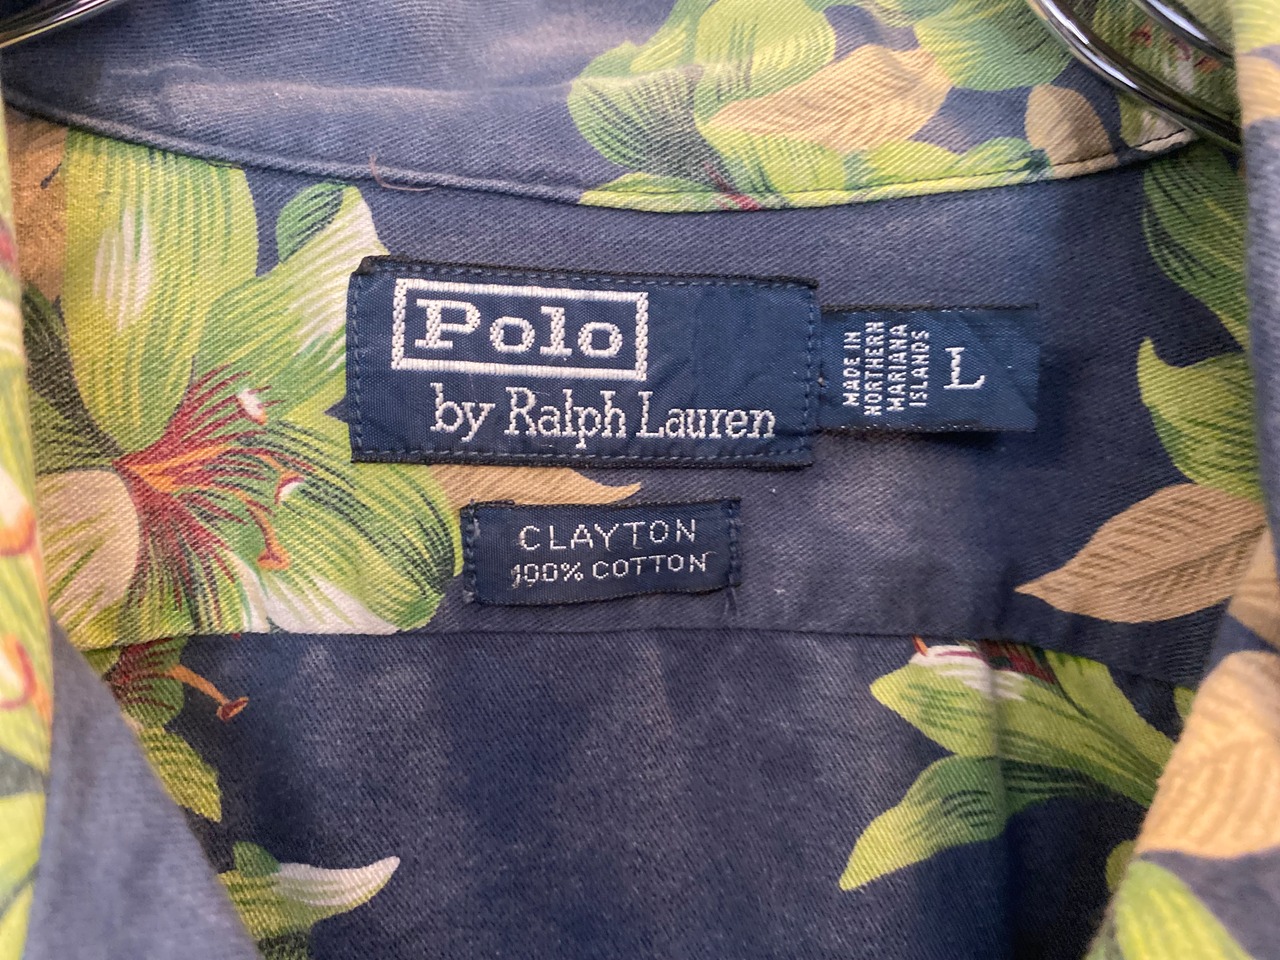 Polo
by Ralph Lauren
MADE IN
NORTHERN
MARIANA
ISLANDS
L
CLAYTON
100% COTTON